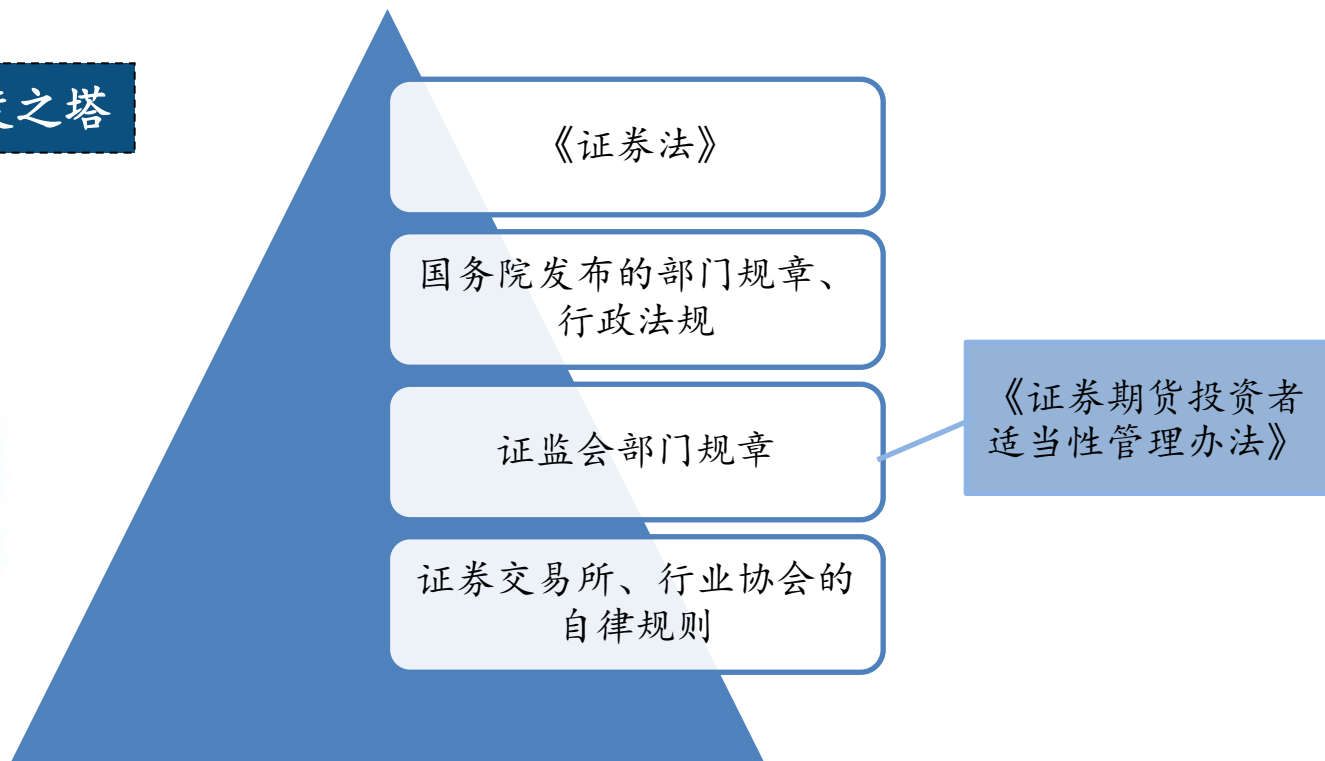 之塔
《证券法》
国务院发布的部门规章、
行政法规
证监会部门规章
《证券期货投资者
适当性管理办法》
证券交易所、行业协会的
自律规则